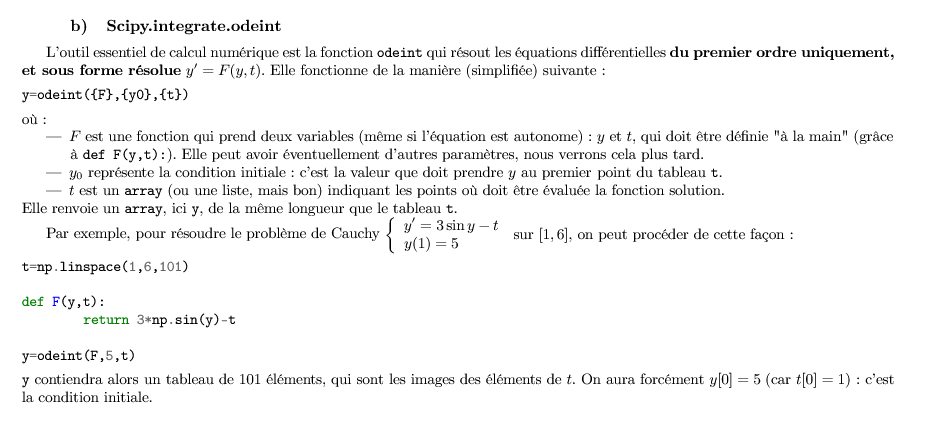 b) Scipy.integrate.odeint
L'outil essentiel de calcul numérique est la fonction odeint qui résout les équations différentielles du premier ordre uniquement,
et sous forme résolue y′ = F(y, t). Elle fonctionne de la manière (simplifiée) suivante :
y=odeint({F},{y0},{t})
où :
— F est une fonction qui prend deux variables (même si l'équation est autonome) : y et t, qui doit être définie "à la main" (grâce
à def F(y,t):). Elle peut avoir éventuellement d'autres paramètres, nous verrons cela plus tard.
— y₀ représente la condition initiale : c'est la valeur que doit prendre y au premier point du tableau t.
— t est un array (ou une liste, mais bon) indiquant les points où doit être évaluée la fonction solution.
Elle renvoie un array, ici y, de la même longueur que le tableau t.
Par exemple, pour résoudre le problème de Cauchy { y′ = 3 sin y − t
y(1) = 5 sur [1, 6], on peut procéder de cette façon :
t=np.linspace(1,6,101)
def F(y,t):
return 3*np.sin(y)-t
y=odeint(F,5,t)
y contiendra alors un tableau de 101 éléments, qui sont les images des éléments de t. On aura forcément y[0] = 5 (car t[0] = 1) : c'est
la condition initiale.